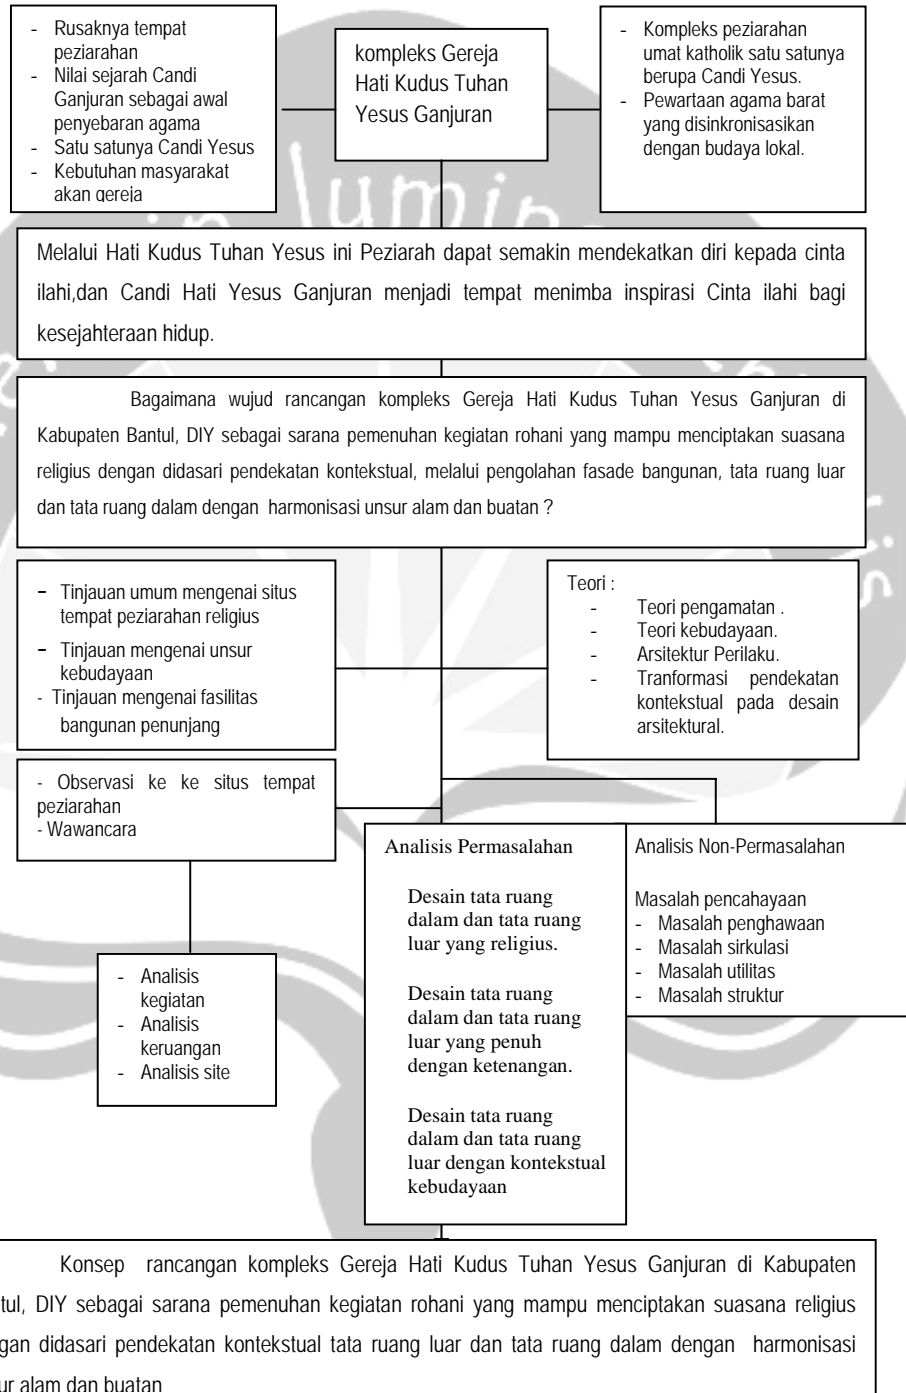 - Rusaknya tempat
peziarahan
- Nilai sejarah Candi
Ganjuran sebagai awal
penyebaran agama
- Satu satunya Candi Yesus
- Kebutuhan masyarakat
akan gereja
kompleks Gereja
Hati Kudus Tuhan
Yesus Ganjuran
- Kompleks peziarahan
umat katholik satu satunya
berupa Candi Yesus.
- Pewartaan agama barat
yang disinkronisasikan
dengan budaya lokal.
Melalui Hati Kudus Tuhan Yesus ini Peziarah dapat semakin mendekatkan diri kepada cinta
ilahi,dan Candi Hati Yesus Ganjuran menjadi tempat menimba inspirasi Cinta ilahi bagi
kesejahteraan hidup.
Bagaimana wujud rancangan kompleks Gereja Hati Kudus Tuhan Yesus Ganjuran di
Kabupaten Bantul, DIY sebagai sarana pemenuhan kegiatan rohani yang mampu menciptakan suasana
religius dengan didasari pendekatan kontekstual, melalui pengolahan fasade bangunan, tata ruang luar
dan tata ruang dalam dengan harmonisasi unsur alam dan buatan ?
- Tinjauan umum mengenai situs
tempat peziarahan religius
- Tinjauan mengenai unsur
kebudayaan
- Tinjauan mengenai fasilitas
bangunan penunjang
Teori :
- Teori pengamatan .
- Teori kebudayaan.
- Arsitektur Perilaku.
- Tranformasi pendekatan
kontekstual pada desain
arsitektural.
- Observasi ke ke situs tempat
peziarahan
- Wawancara
Analisis Permasalahan
Desain tata ruang
dalam dan tata ruang
luar yang religius.
Desain tata ruang
dalam dan tata ruang
luar yang penuh
dengan ketenangan.
Desain tata ruang
dalam dan tata ruang
luar dengan kontekstual
kebudayaan
Analisis Non-Permasalahan
Masalah pencahayaan
- Masalah penghawaan
- Masalah sirkulasi
- Masalah utilitas
- Masalah struktur
- Analisis
kegiatan
- Analisis
keruangan
- Analisis site
Konsep rancangan kompleks Gereja Hati Kudus Tuhan Yesus Ganjuran di Kabupaten
tul, DIY sebagai sarana pemenuhan kegiatan rohani yang mampu menciptakan suasana religius
gan didasari pendekatan kontekstual tata ruang luar dan tata ruang dalam dengan harmonisasi
ur alam dan buatan